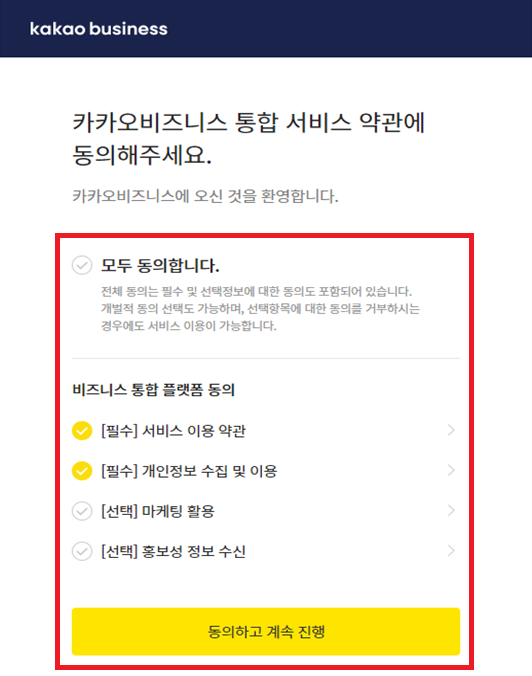 kakao business
카카오비즈니스 통합 서비스 약관에
동의해주세요.
카카오비즈니스에 오신 것을 환영합니다.
모두 동의합니다.
전체 동의는 필수 및 선택정보에 대한 동의도 포함되어 있습니다.
개벌적 동의 선택도 가능하며, 선택항목에 대한 동의를 거부하시는
경우에도 서비스 이용이 가능합니다.
비즈니스 통합 플랫폼 동의
[필수] 서비스 이용 약관
[필수] 개인정보 수집 및 이용
[선택] 마케팅 활용
[선택] 홍보성 정보 수신
동의하고 계속 진행